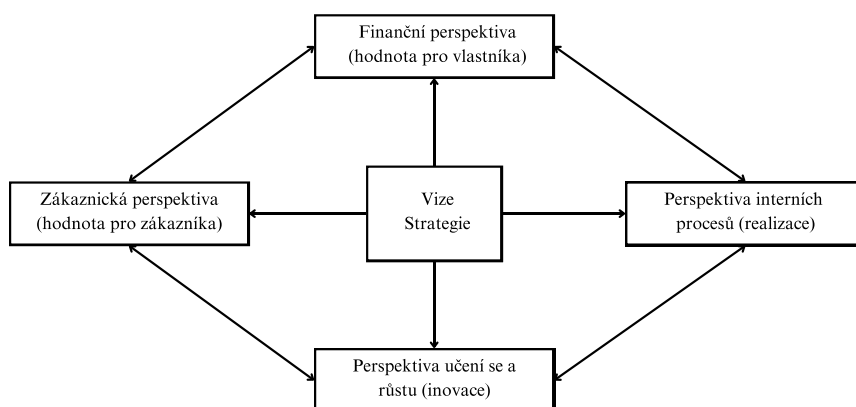 Finanční perspektiva
(hodnota pro vlastníka)
Zákaznická perspektiva
(hodnota pro zákazníka)
Vize
Strategie
Perspektiva interních
procesů (realizace)
Perspektiva učení se a
růstu (inovace)